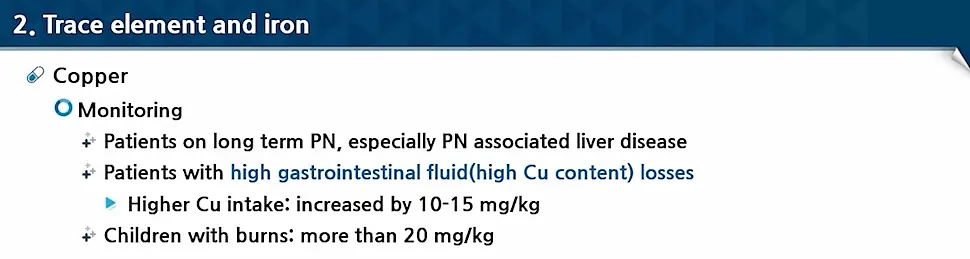 2. Trace element and iron
Copper
Monitoring
Patients on long term PN, especially PN associated liver disease
Patients with high gastrointestinal fluid(high Cu content) losses
Higher Cu intake: increased by 10-15 mg/kg
Children with burns: more than 20 mg/kg